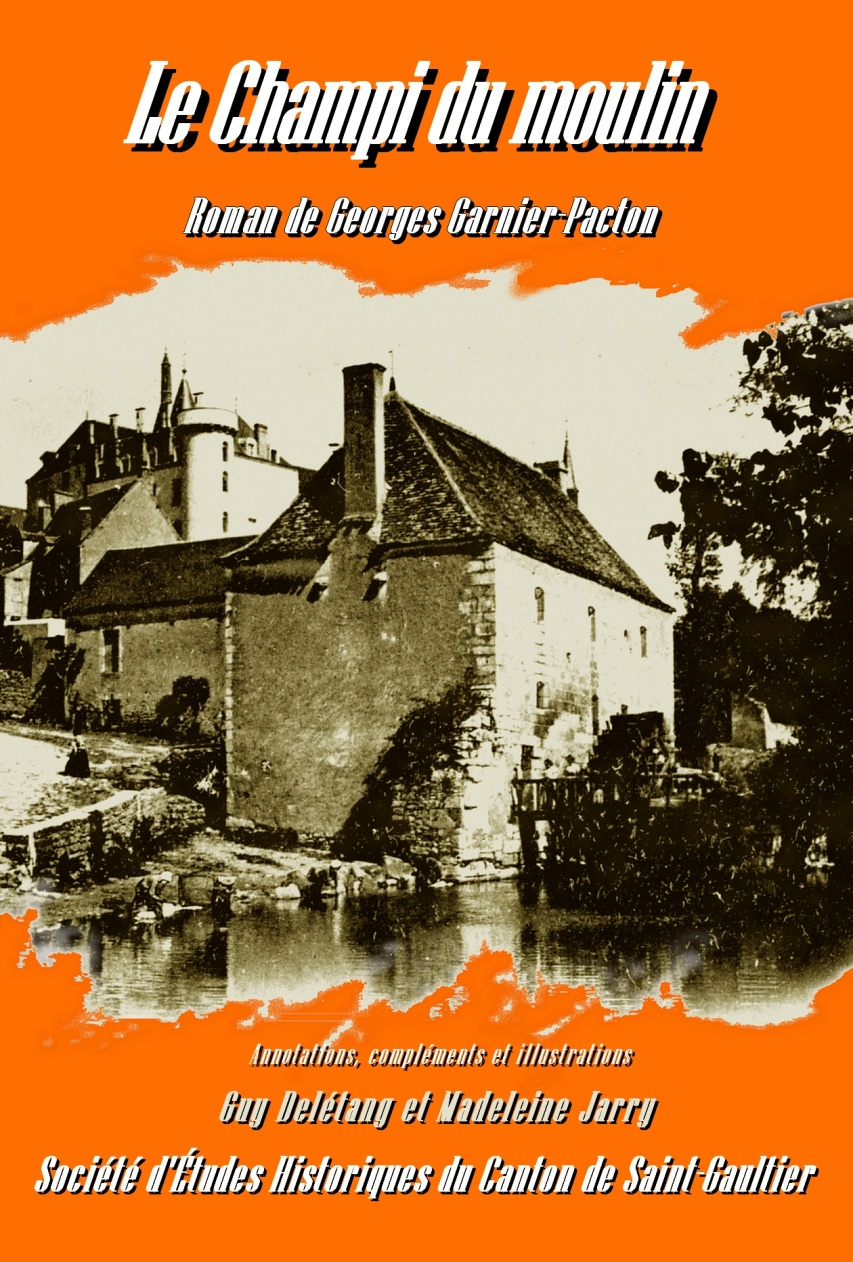 Le Champi du moulin
Roman de Georges Garnier-Pacton
Annotations, compléments et illustrations
Guy Delétang et Madeleine Jarry
Société d'Études Historiques du Canton de Saint-Gaultier